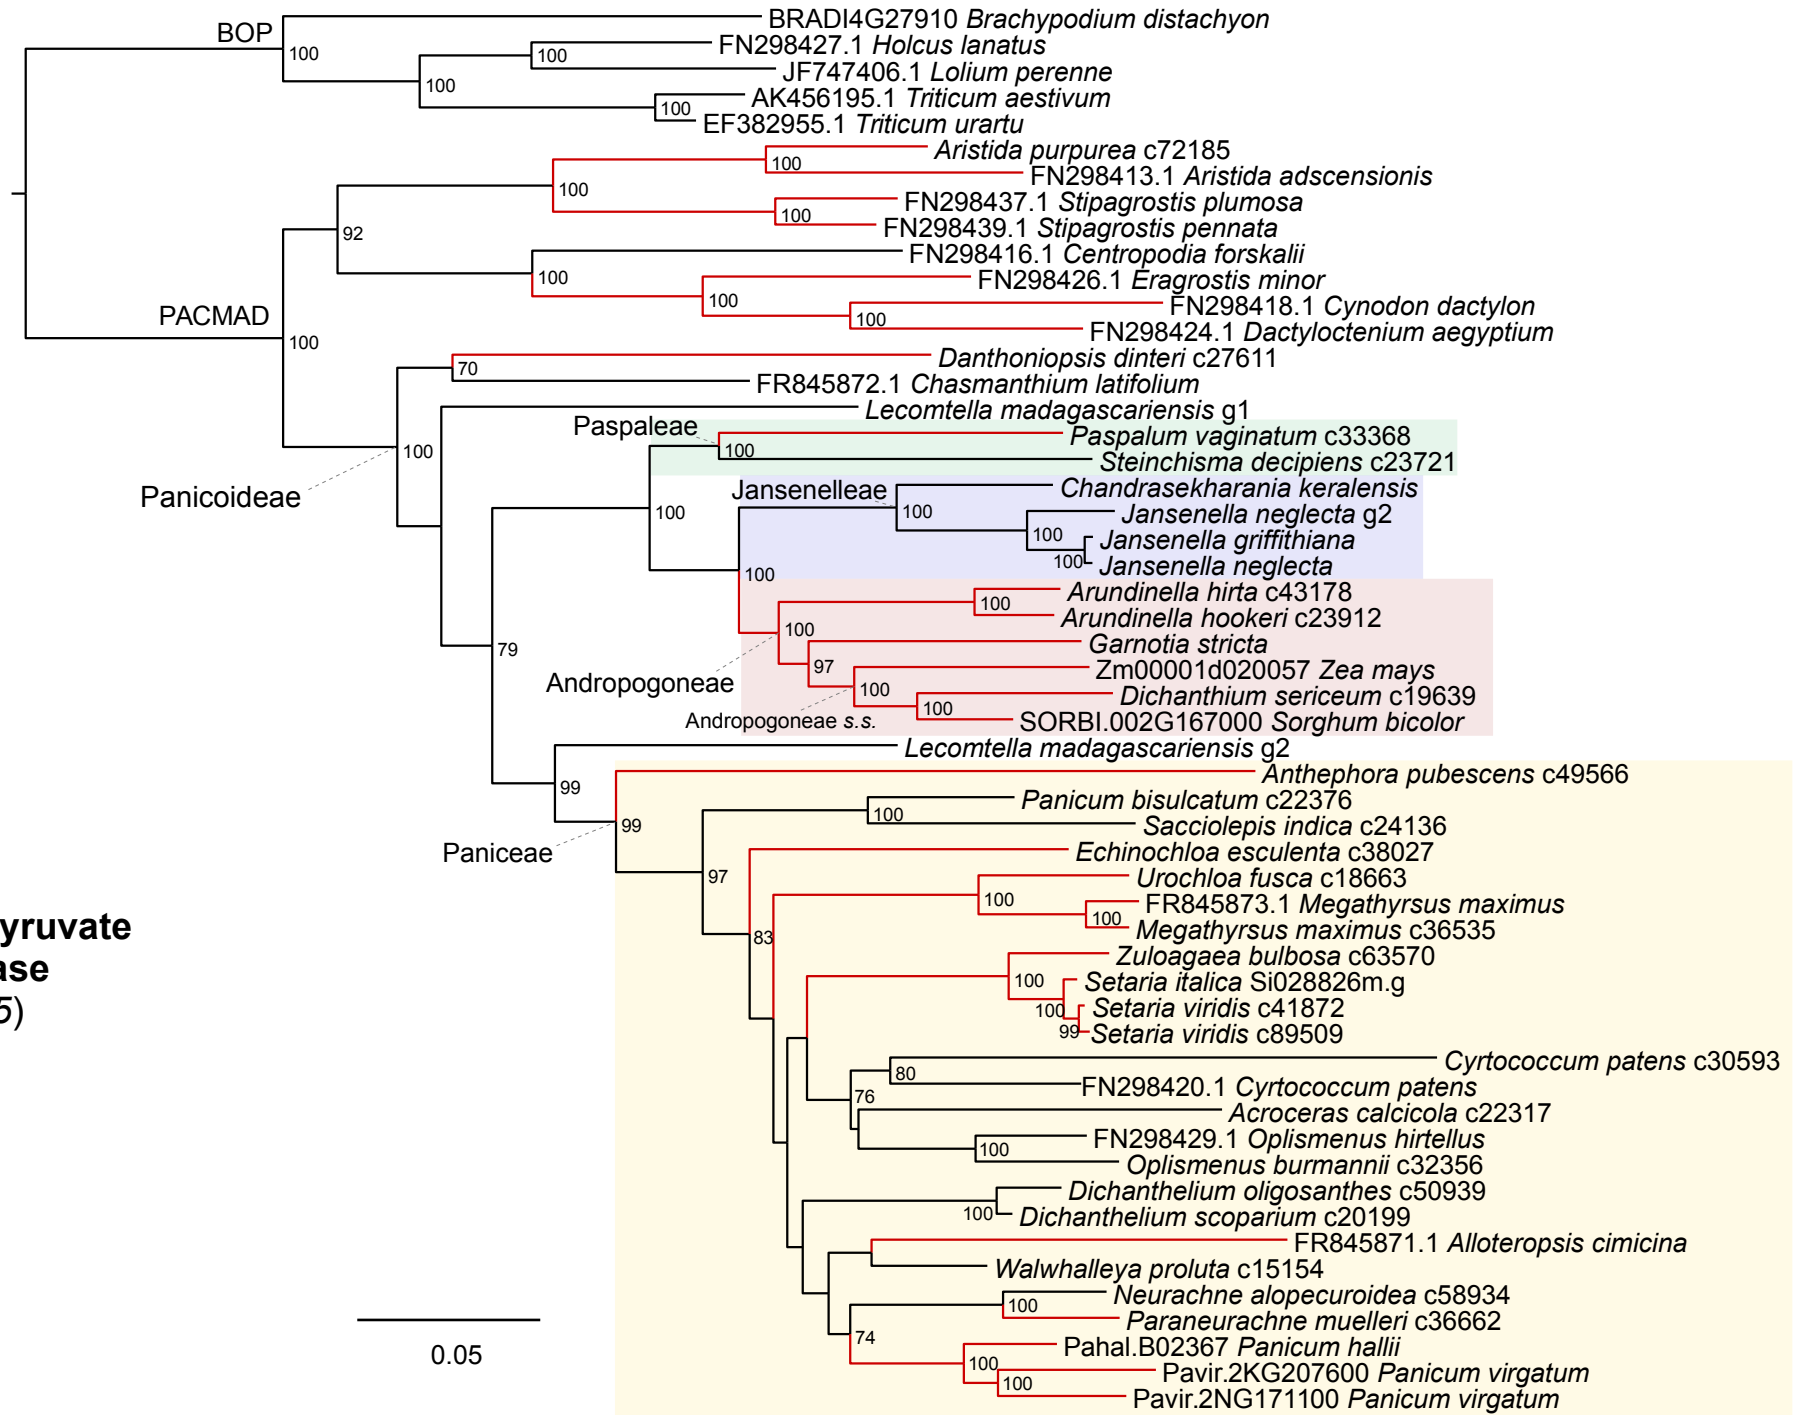 BRADI4G27910 Brachypodium distachyon
BOP
100
FN298427.1 Holcus lanatus
100
JF747406.1 Lolium perenne
100
AK456195.1 Triticum aestivum
100
EF382955.1 Triticum urartu
Aristida purpurea c72185
100
FN298413.1 Aristida adscensionis
100
FN298437.1 Stipagrostis plumosa
100
FN298439.1 Stipagrostis pennata
92
FN298416.1 Centropodia forskalii
100
FN298426.1 Eragrostis minor
100
FN298418.1 Cynodon dactylon
PACMAD
100
FN298424.1 Dactyloctenium aegyptium
100
Danthoniopsis dinteri c27611
70
FR845872.1 Chasmanthium latifolium
Lecomtella madagascariensis g1
Paspaleae
Paspalum vaginatum c33368
100
100
Steinchisma decipiens c23721
Panicoideae
Jansenelleae
Chandrasekharania keralensis
100
100
Jansenella neglecta g2
100
Jansenella griffithiana
100
Jansenella neglecta
100
Arundinella hirta c43178
100
Arundinella hookeri c23912
100
Garnotia stricta
79
97
Zm00001d020057 Zea mays
Andropogoneae
100
Dichanthium sericeum c19639
100
Andropogoneae s.s.
SORBI.002G167000 Sorghum bicolor
Lecomtella madagascariensis g2
99
Anthephora pubescens c49566
Panicum bisulcatum c22376
100
99
Sacciolepis indica c24136
Paniceae
Echinochloa esculenta c38027
97
Urochloa fusca c18663
100
FR845873.1 Megathyrsus maximus
100
yruvate
Megathyrsus maximus c36535
83
Zuloagaea bulbosa c63570
ase
100
Setaria italica Si028826m.g
100
Setaria viridis c41872
5)
99
Setaria viridis c89509
Cyrtococcum patens c30593
80
FN298420.1 Cyrtococcum patens
76
Acroceras calcicola c22317
FN298429.1 Oplismenus hirtellus
100
Oplismenus burmannii c32356
Dichanthelium oligosanthes c50939
100
Dichanthelium scoparium c20199
FR845871.1 Alloteropsis cimicina
Walwhalleya proluta c15154
Neurachne alopecuroidea c58934
100
Paraneurachne muelleri c36662
74
Pahal.B02367 Panicum hallii
0.05
100
Pavir.2KG207600 Panicum virgatum
100
Pavir.2NG171100 Panicum virgatum